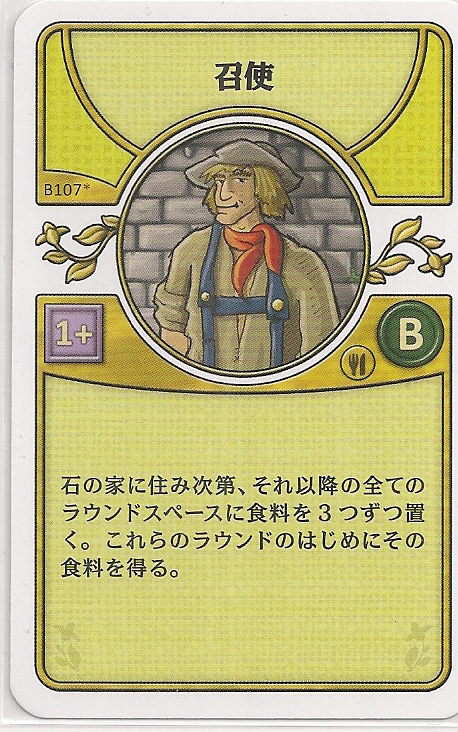 召使
B107*
1+
B
石の家に住み次第、それ以降の全ての
ラウンドスペースに食料を3つずつ置
く。これらのラウンドのはじめにその
食料を得る。